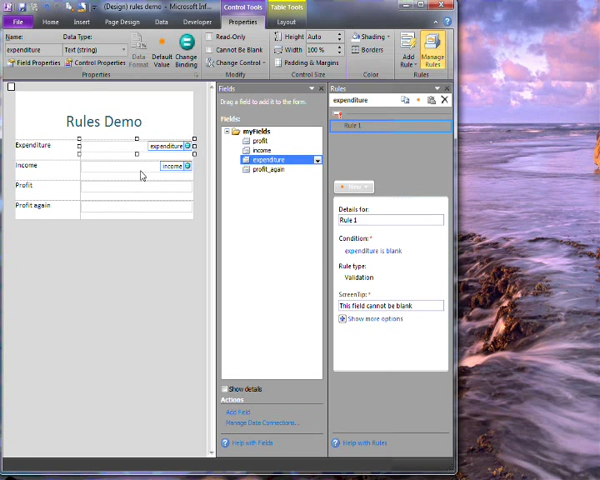 (Design) rules demo - Microsoft Inf...
Control Tools
Table Tools
File
Home
Insert
Page Design
Data
Developer
Properties
Layout
Name:
expenditure
Data Type:
Text (string)
Field Properties
Control Properties
Properties
Data Format
Default Value
Change Binding
Read-Only
Cannot Be Blank
Change Control
Modify
Height
Auto
Width
100 %
Padding & Margins
Control Size
Shading
Borders
Color
Add Rule
Manage Rules
Rules
Rules Demo
Expenditure
expenditure
Income
income
Profit
Profit again
Fields
Drag a field to add it to the form.
Fields:
myFields
profit
income
expenditure
profit_again
Show details
Actions
Add Field
Manage Data Connections...
Help with Fields
Rules
expenditure
Rule 1
New
Details for:
Rule 1
Condition: *
expenditure is blank
Rule type:
Validation
ScreenTip: *
This field cannot be blank
Show more options
Help with Rules